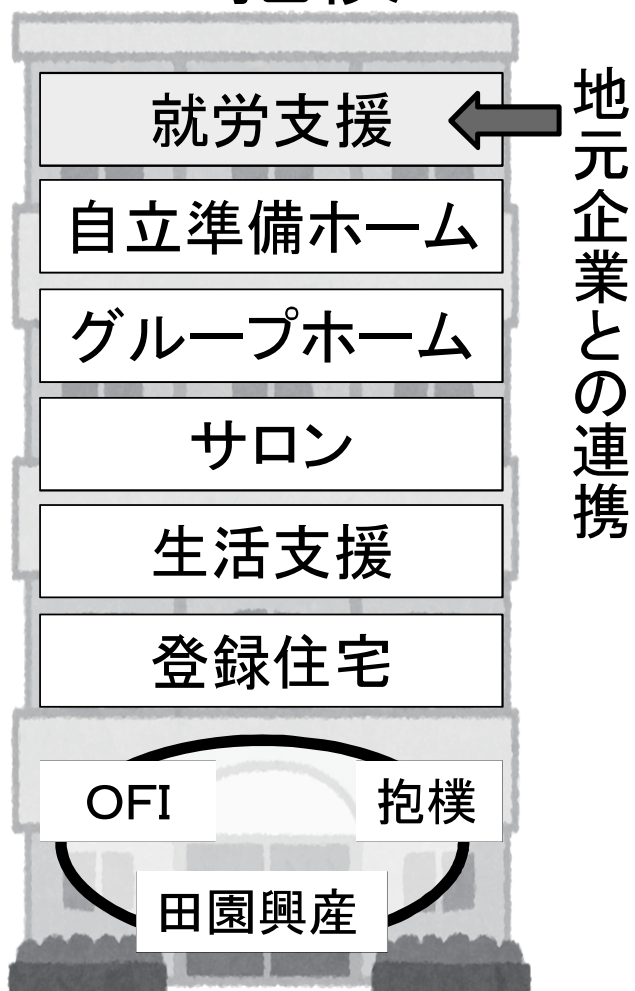 就労支援
自立準備ホーム
グループホーム
サロン
生活支援
登録住宅
OFI
抱樸
田園興産
地元企業との連携